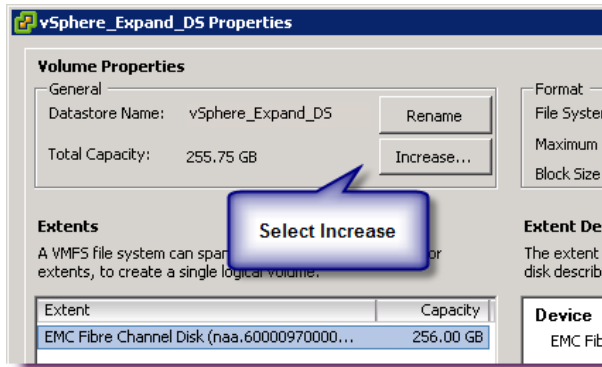 vSphere_Expand_DS Properties
Volume Properties
General
Datastore Name: vSphere_Expand_DS
Rename
Total Capacity: 255.75 GB
Increase...
Format
File Syste
Maximum
Block Size
Select Increase
Extents
A VMFS file system can span or
extents, to create a single logical volume.
Extent Capacity
EMC Fibre Channel Disk (naa.60000970000... 256.00 GB
Extent De
The extent
disk describ
Device
EMC Fib